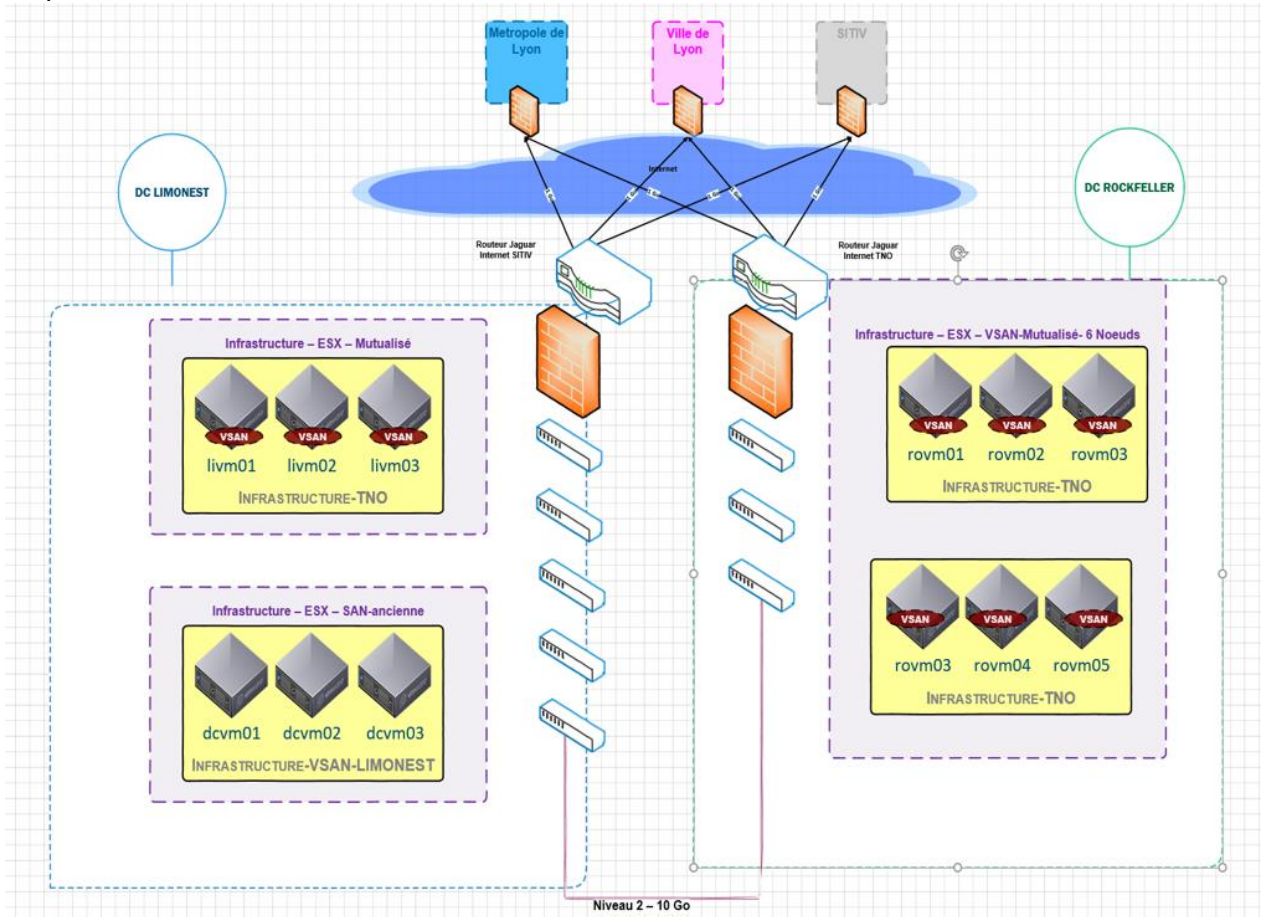 Metropole de
Lyon
Ville de
Lyon
SITIV
Internet
DC LIMONEST
DC ROCKFELLER
Routeur Jaguar
Internet SITIV
Routeur Jaguar
Internet TNO
Infrastructure – ESX – Mutualisé
VSAN VSAN VSAN
livm01 livm02 livm03
INFRASTRUCTURE-TNO
Infrastructure – ESX – SAN-ancienne
dcvm01 dcvm02 dcvm03
INFRASTRUCTURE-VSAN-LIMONEST
Infrastructure – ESX – VSAN-Mutualisé- 6 Noeuds
VSAN VSAN VSAN
rovm01 rovm02 rovm03
INFRASTRUCTURE-TNO
VSAN VSAN VSAN
rovm03 rovm04 rovm05
INFRASTRUCTURE-TNO
Niveau 2 – 10 Go